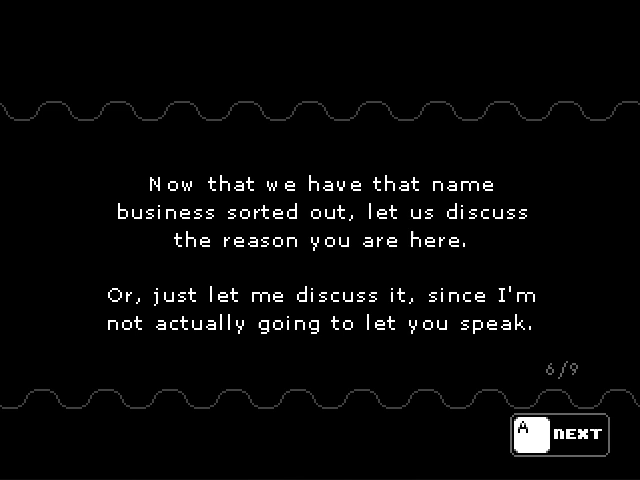 Now that we have that name
business sorted out, let us discuss
the reason you are here.
Or, just let me discuss it, since I'm
not actually going to let you speak.
6/9
A NEXT